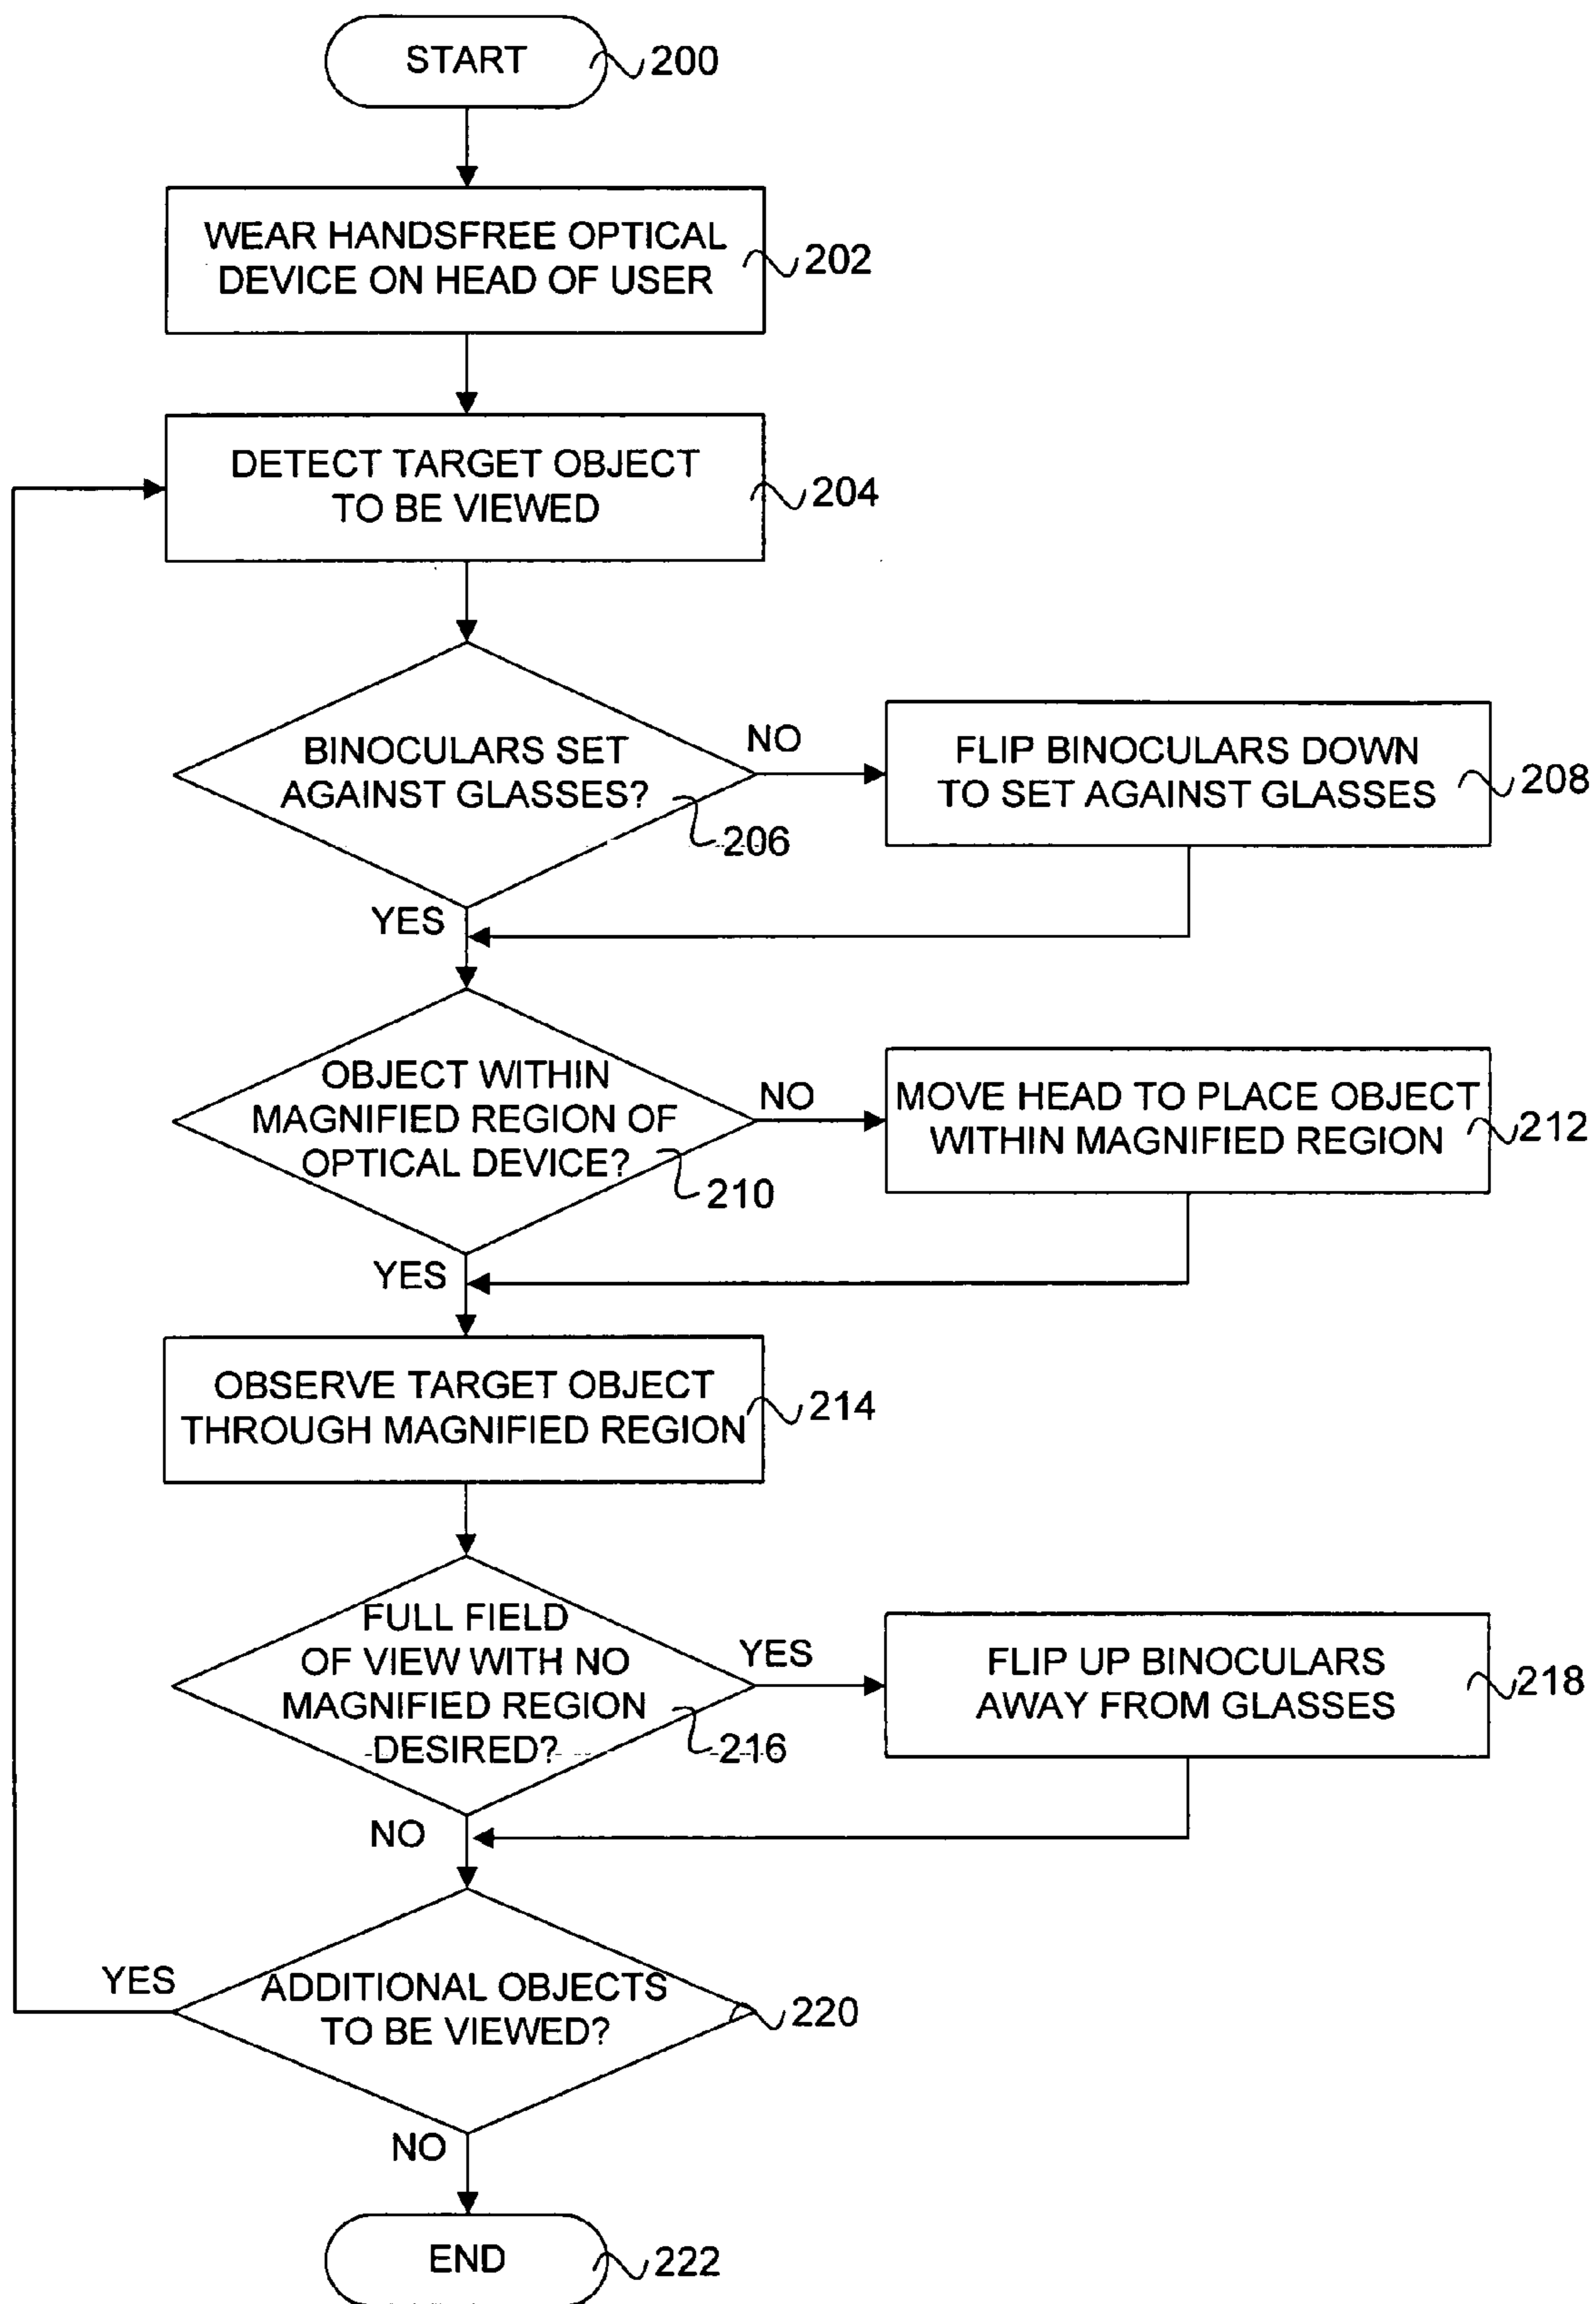 START
200
WEAR HANDSFREE OPTICAL
DEVICE ON HEAD OF USER
202
DETECT TARGET OBJECT
TO BE VIEWED
204
BINOCULARS SET
AGAINST GLASSES?
206
NO
FLIP BINOCULARS DOWN
TO SET AGAINST GLASSES
208
YES
OBJECT WITHIN
MAGNIFIED REGION OF
OPTICAL DEVICE?
210
NO
MOVE HEAD TO PLACE OBJECT
WITHIN MAGNIFIED REGION
212
YES
OBSERVE TARGET OBJECT
THROUGH MAGNIFIED REGION
214
FULL FIELD
OF VIEW WITH NO
MAGNIFIED REGION
DESIRED?
216
YES
FLIP UP BINOCULARS
AWAY FROM GLASSES
218
NO
YES
ADDITIONAL OBJECTS
TO BE VIEWED?
220
NO
END
222